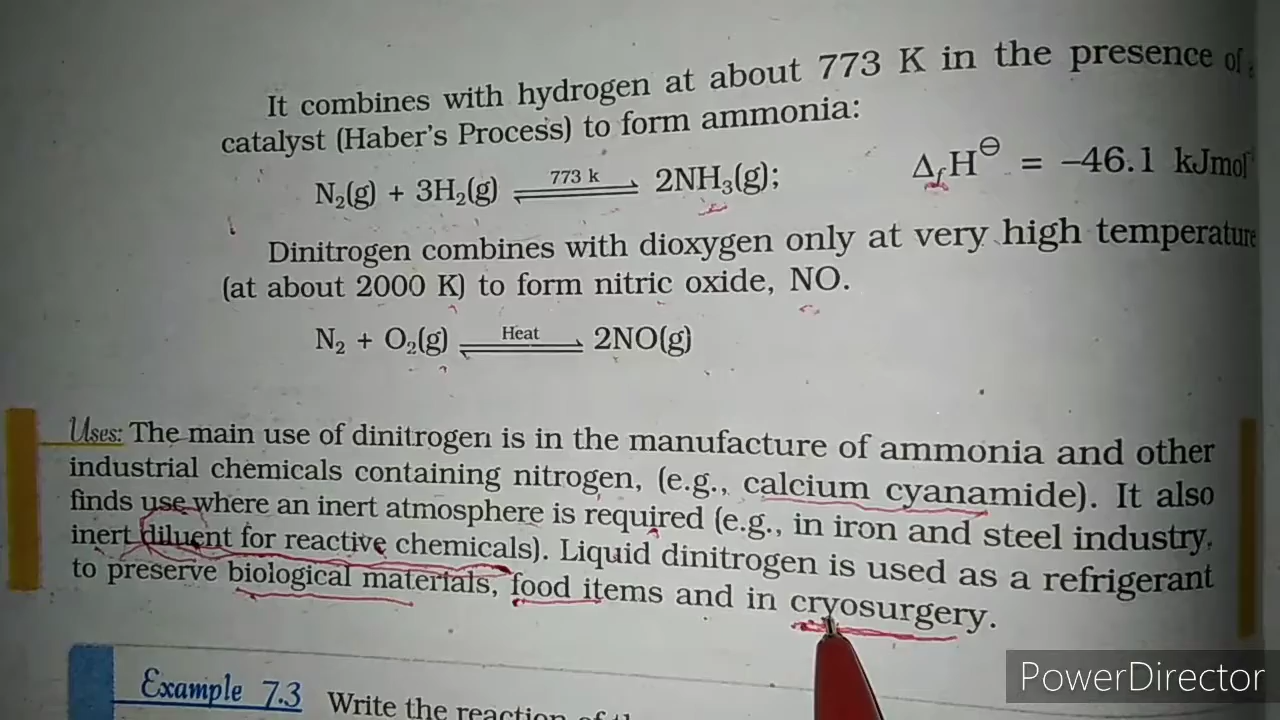 It combines with hydrogen at about 773 K in the presence of
catalyst (Haber's Process) to form ammonia:
N₂(g) + 3H₂(g) ⇌ 773 k 2NH₃(g); ΔfH⊖ = –46.1 kJmol
Dinitrogen combines with dioxygen only at very high temperature
(at about 2000 K) to form nitric oxide, NO.
N₂ + O₂(g) ⇌ Heat 2NO(g)
Uses: The main use of dinitrogen is in the manufacture of ammonia and other
industrial chemicals containing nitrogen, (e.g., calcium cyanamide). It also
finds use where an inert atmosphere is required (e.g., in iron and steel industry,
inert diluent for reactive chemicals). Liquid dinitrogen is used as a refrigerant
to preserve biological materials, food items and in cryosurgery.
Example 7.3 Write the reaction of
PowerDirector